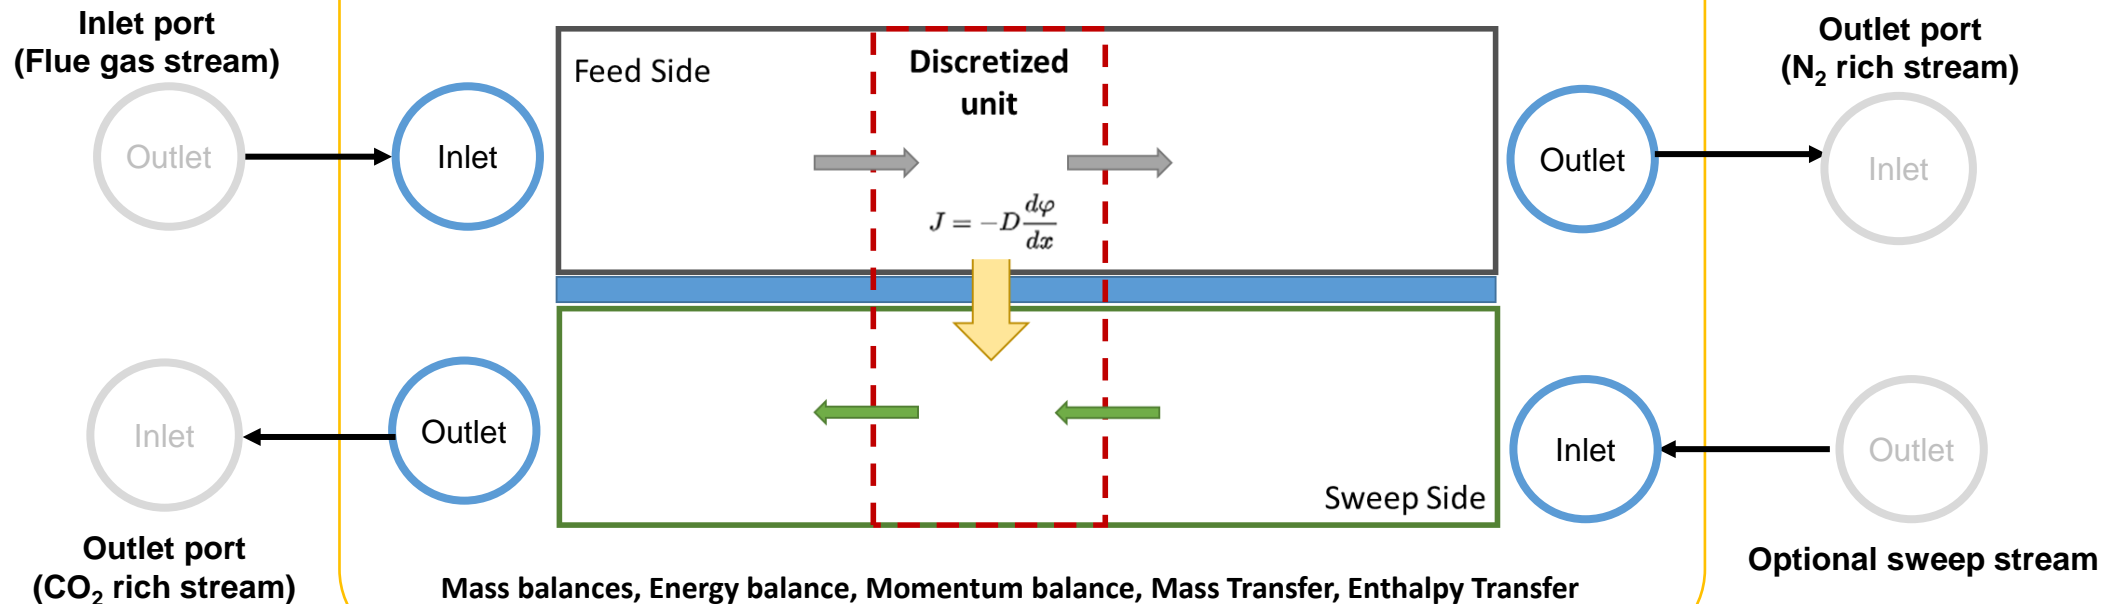 Inlet port
(Flue gas stream)
Outlet
Inlet
Feed Side
Discretized
unit
J = −D dφ/dx
Outlet port
(N₂ rich stream)
Outlet
Inlet
Inlet
Outlet
Outlet port
(CO₂ rich stream)
Sweep Side
Inlet
Outlet
Optional sweep stream
Mass balances, Energy balance, Momentum balance, Mass Transfer, Enthalpy Transfer